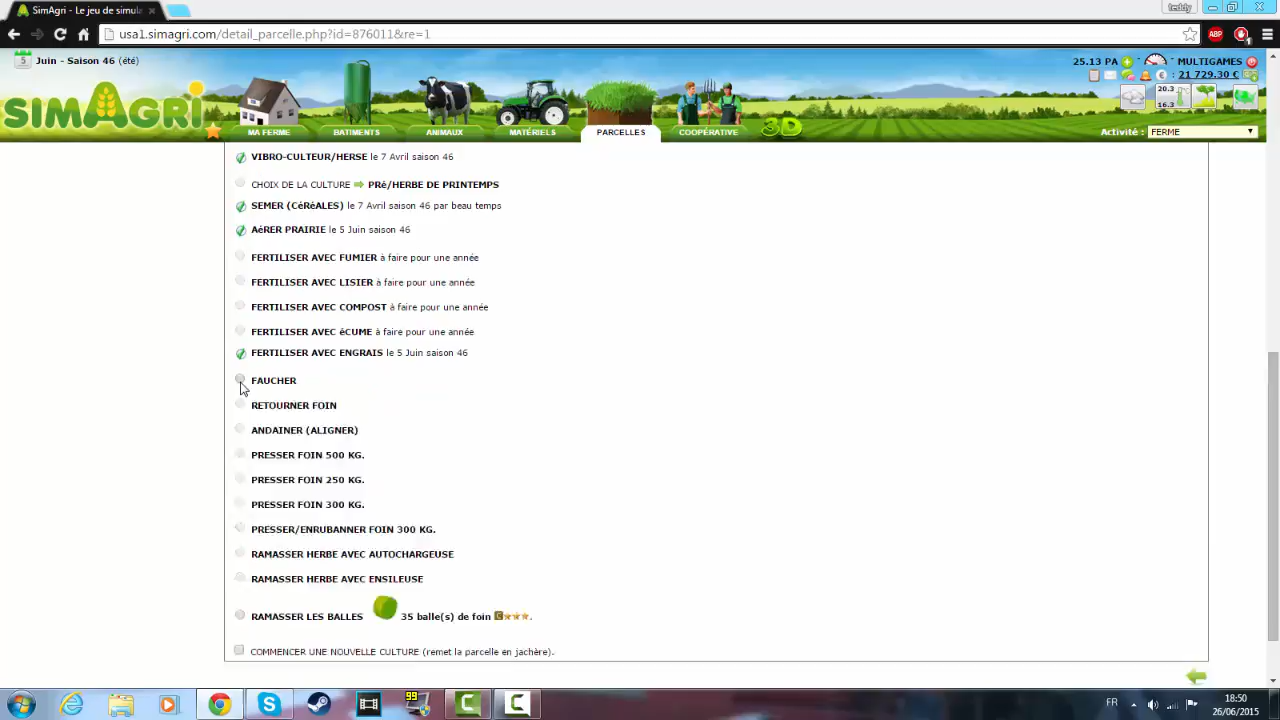 SimAgri - Le jeu de simula
teddy
usa1.simagri.com/detail_parcelle.php?id=876011&re=1
ABP
1
5 Juin - Saison 46 (été)
25.13 PA MULTIGAMES
21 729.30 €
SIMAGRI
20.3
16.3
MA FERME BATIMENTS ANIMAUX MATÉRIELS PARCELLES COOPÉRATIVE 3D
Activité : FERME
VIBRO-CULTEUR/HERSE le 7 Avril saison 46
CHOIX DE LA CULTURE PRé/HERBE DE PRINTEMPS
SEMER (CéRéALES) le 7 Avril saison 46 par beau temps
AéRER PRAIRIE le 5 Juin saison 46
FERTILISER AVEC FUMIER à faire pour une année
FERTILISER AVEC LISIER à faire pour une année
FERTILISER AVEC COMPOST à faire pour une année
FERTILISER AVEC éCUME à faire pour une année
FERTILISER AVEC ENGRAIS le 5 Juin saison 46
FAUCHER
RETOURNER FOIN
ANDAINER (ALIGNER)
PRESSER FOIN 500 KG.
PRESSER FOIN 250 KG.
PRESSER FOIN 300 KG.
PRESSER/ENRUBANNER FOIN 300 KG.
RAMASSER HERBE AVEC AUTOCHARGEUSE
RAMASSER HERBE AVEC ENSILEUSE
RAMASSER LES BALLES 35 balle(s) de foin C .
COMMENCER UNE NOUVELLE CULTURE (remet la parcelle en jachère).
99
FR
18:50
26/06/2015